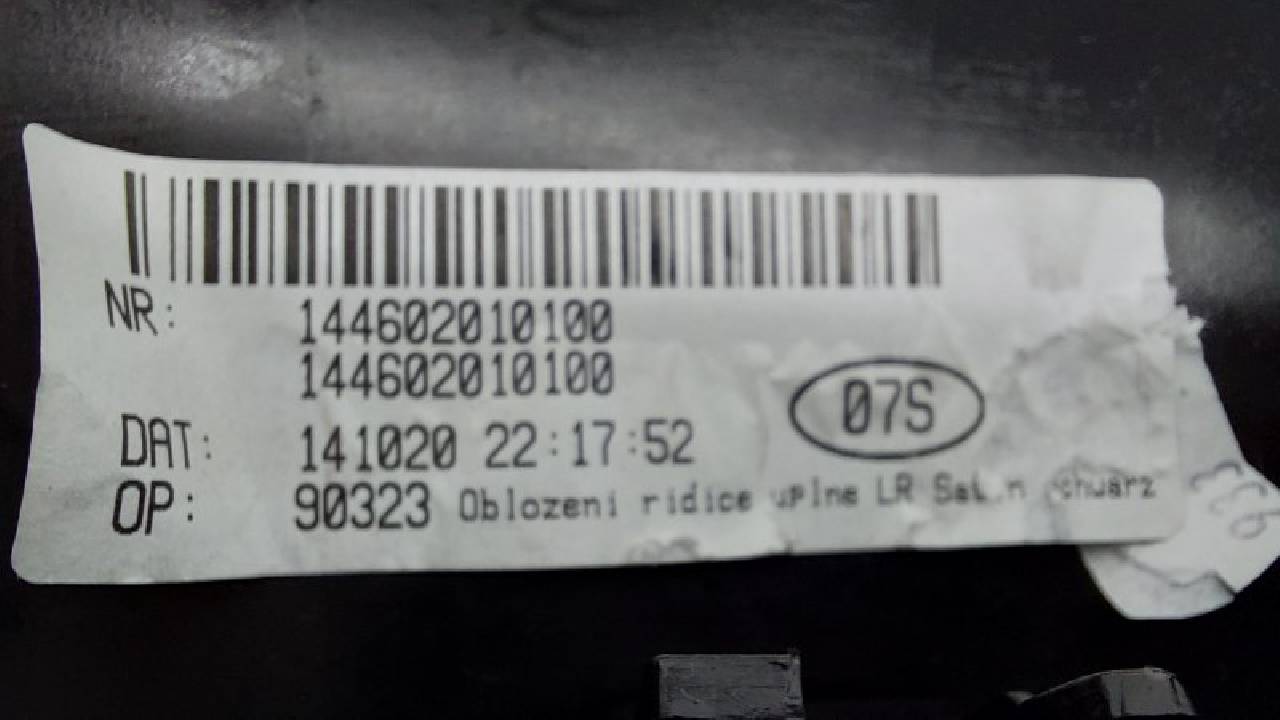 NR: 144602010100
144602010100
07S
DAT: 141020 22:17:52
OP: 90323 Oblozeni ridice uplne LR